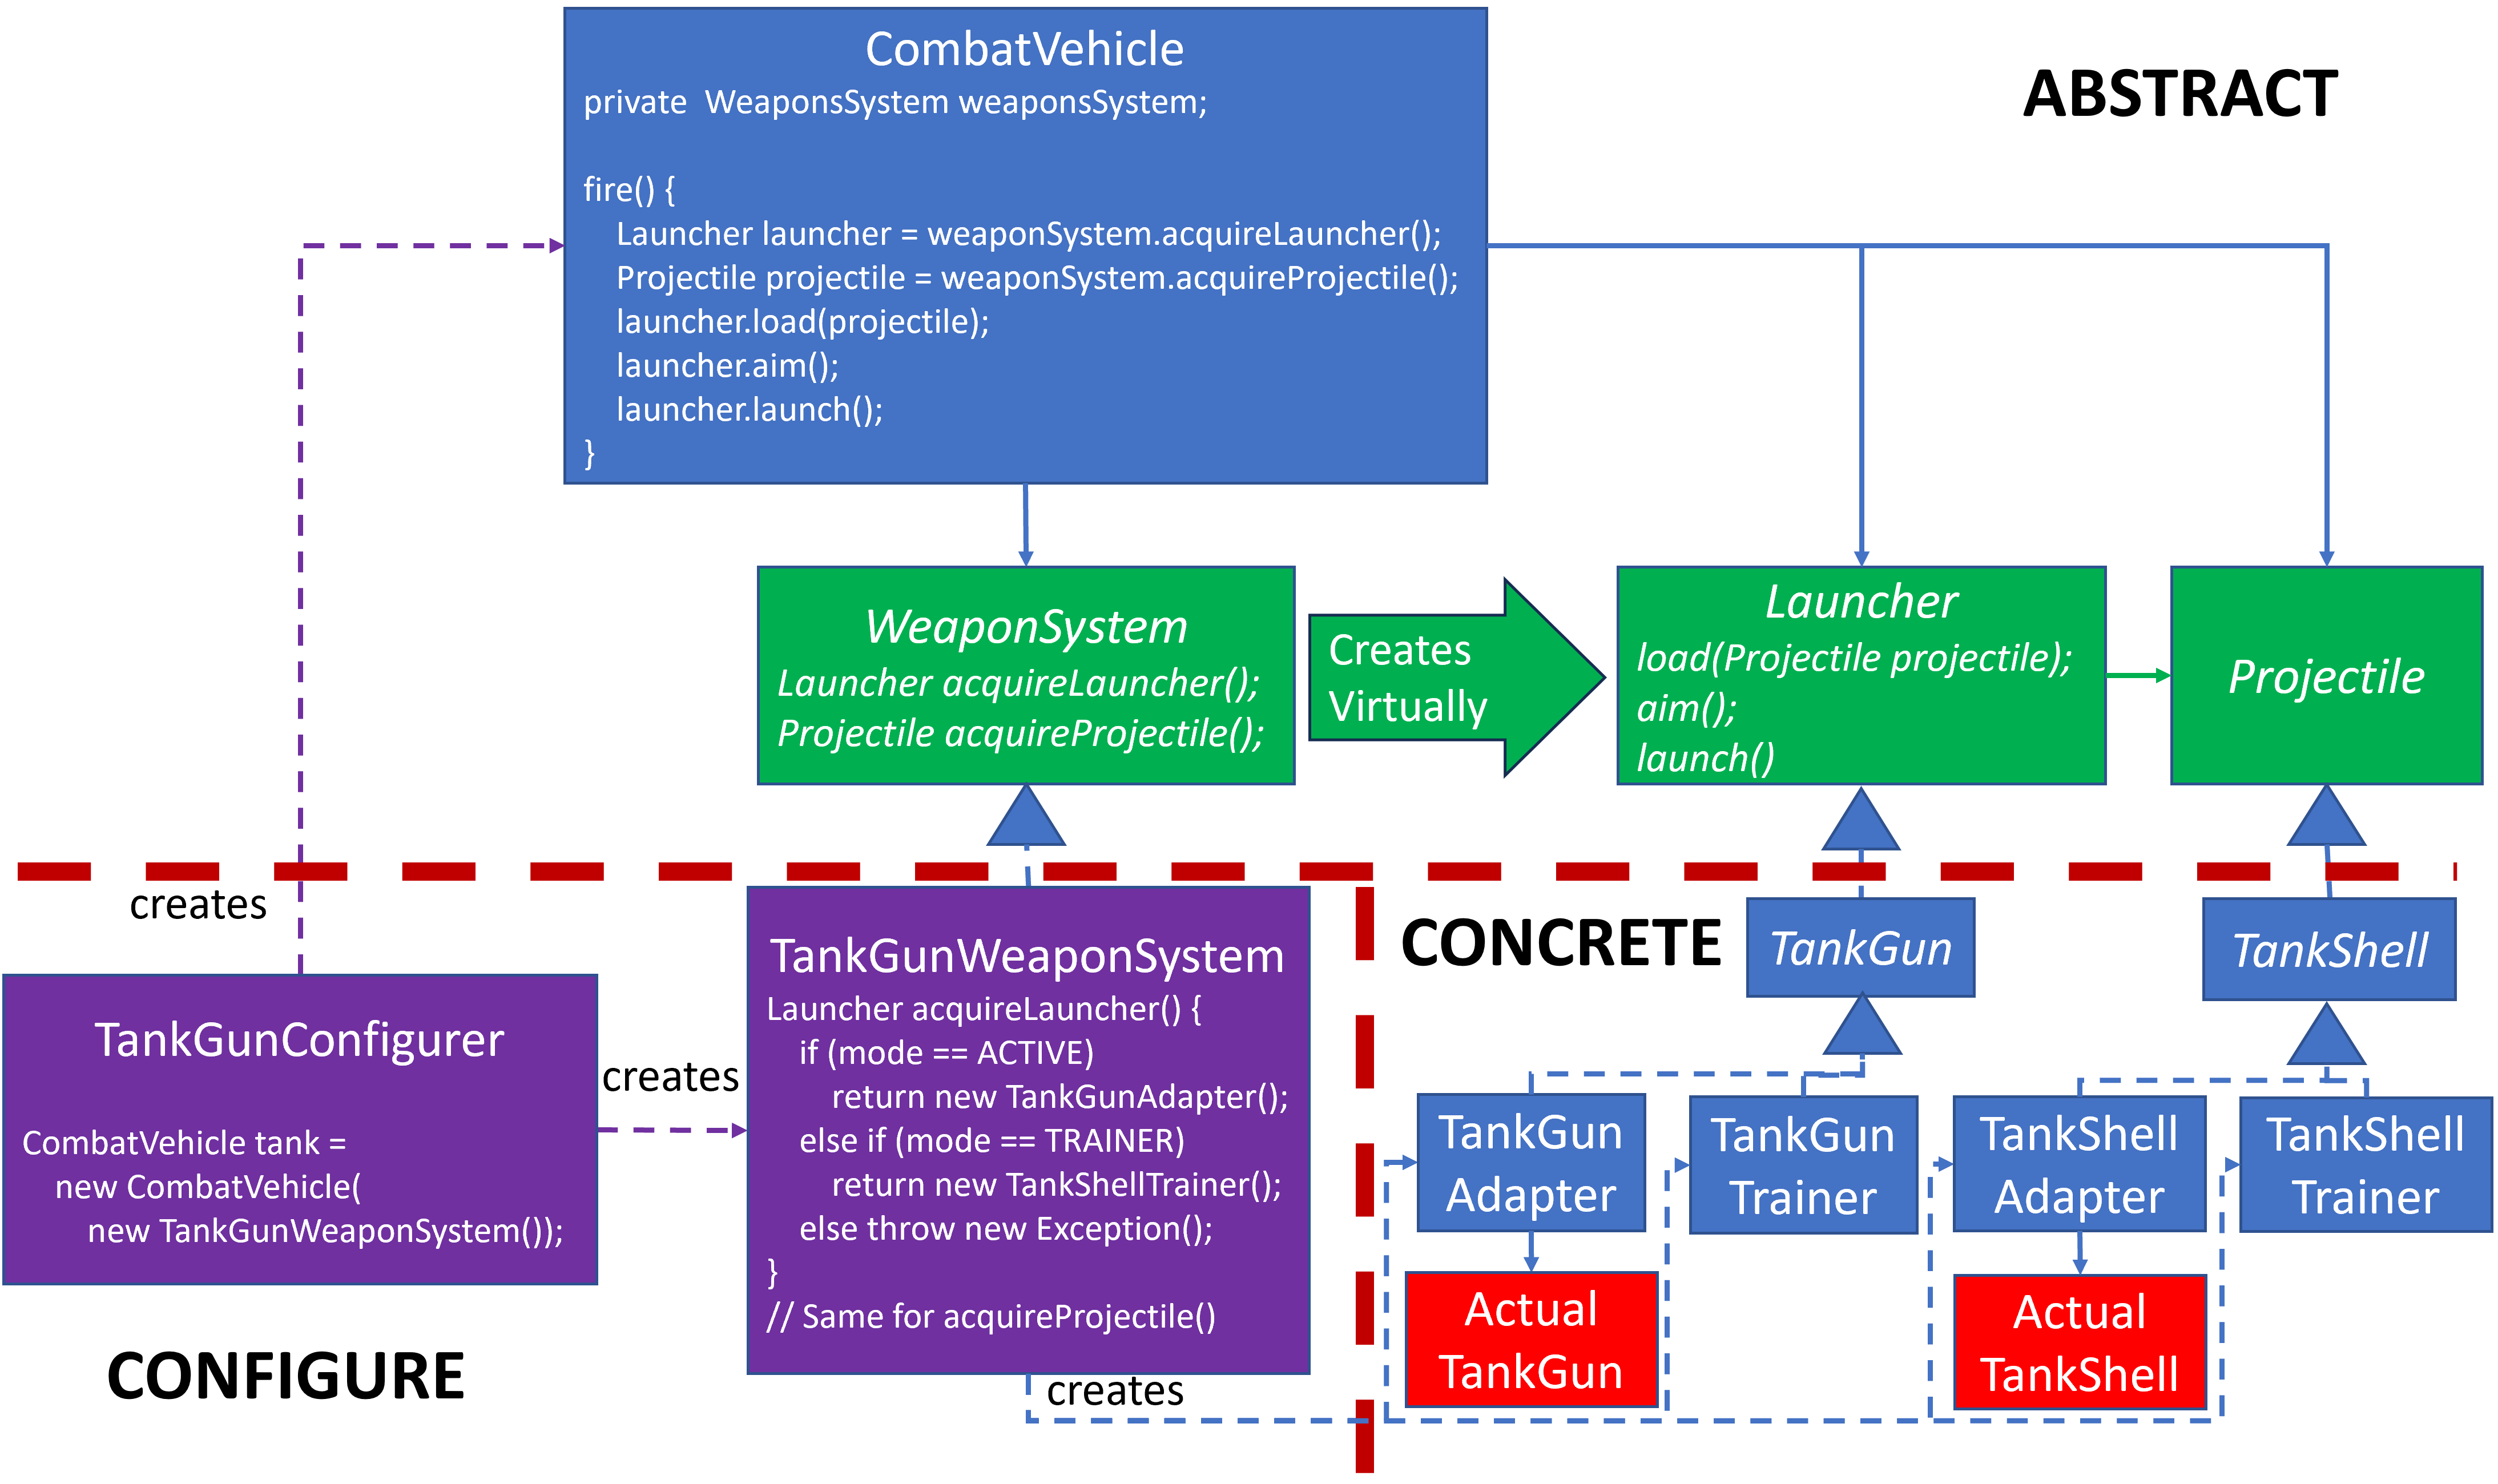 CombatVehicle
private  WeaponsSystem weaponsSystem;
fire() {
Launcher launcher = weaponSystem.acquireLauncher();
Projectile projectile = weaponSystem.acquireProjectile();
launcher.load(projectile);
launcher.aim();
launcher.launch();
}
ABSTRACT
WeaponSystem
Launcher acquireLauncher();
Projectile acquireProjectile();
Creates
Virtually
Launcher
load(Projectile projectile);
aim();
launch()
Projectile
creates
TankGunConfigurer
CombatVehicle tank =
new CombatVehicle(
new TankGunWeaponSystem());
CONFIGURE
creates
TankGunWeaponSystem
Launcher acquireLauncher() {
if (mode == ACTIVE)
return new TankGunAdapter();
else if (mode == TRAINER)
return new TankShellTrainer();
else throw new Exception();
}
// Same for acquireProjectile()
creates
CONCRETE
TankGun
TankShell
TankGun
Adapter
TankGun
Trainer
TankShell
Adapter
TankShell
Trainer
Actual
TankGun
Actual
TankShell